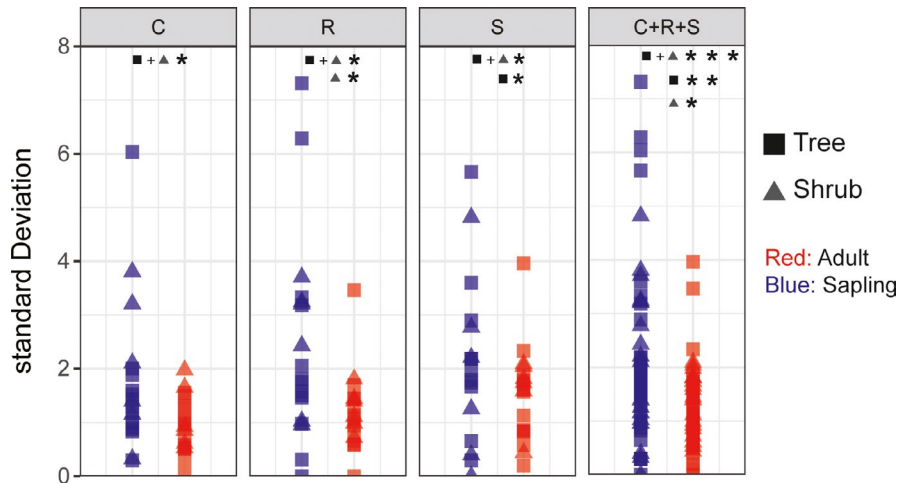 C R S C+R+S
8
+ *
+ *
*
+ *
*
+ * * *
* *
*
6
4
2
0
standard Deviation
Tree
Shrub
Red: Adult
Blue: Sapling